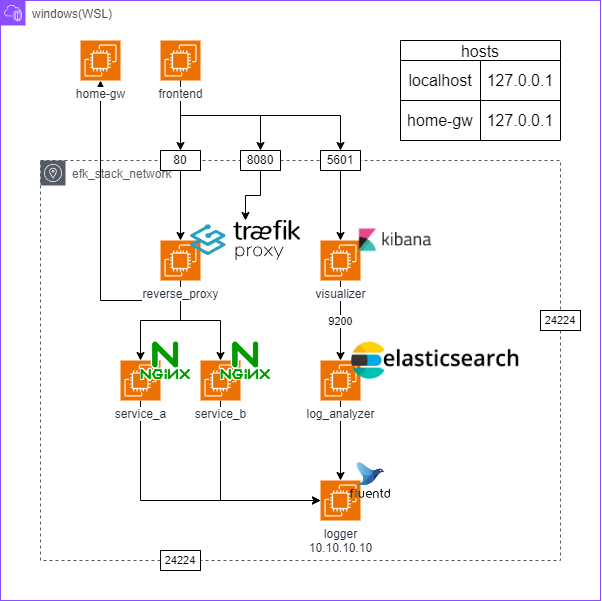 windows(WSL)
home-gw
frontend
hosts
localhost 127.0.0.1
home-gw 127.0.0.1
80
8080
5601
efk_stack_network
træfik
proxy
kibana
reverse_proxy
visualizer
9200
24224
NGINX
NGINX
elasticsearch
service_a
service_b
log_analyzer
fluentd
logger
10.10.10.10
24224